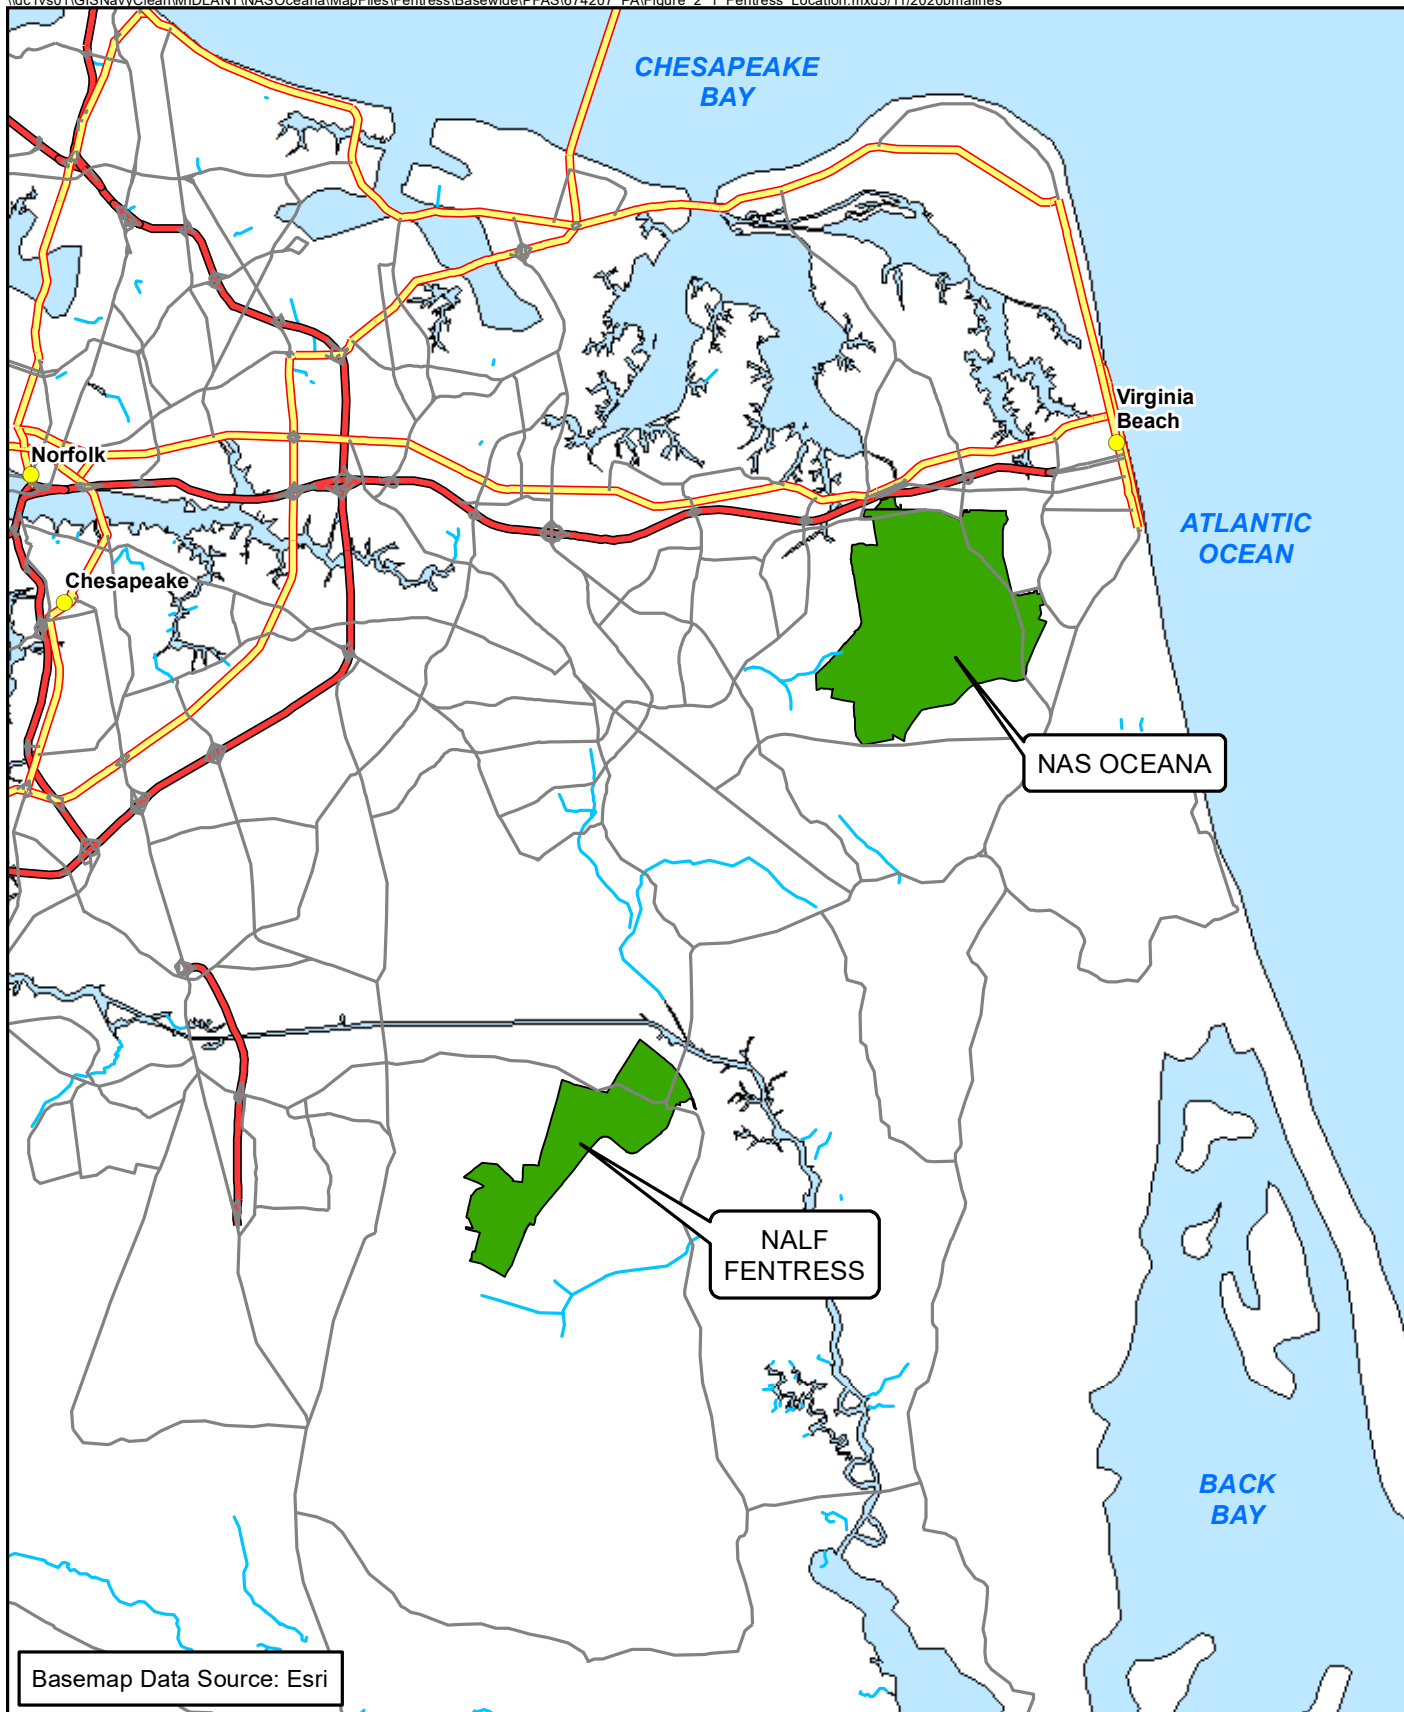 CHESAPEAKE
BAY
Virginia
Beach
Norfolk
ATLANTIC
OCEAN
Chesapeake
NAS OCEANA
NALF
FENTRESS
BACK
BAY
Basemap Data Source: Esri